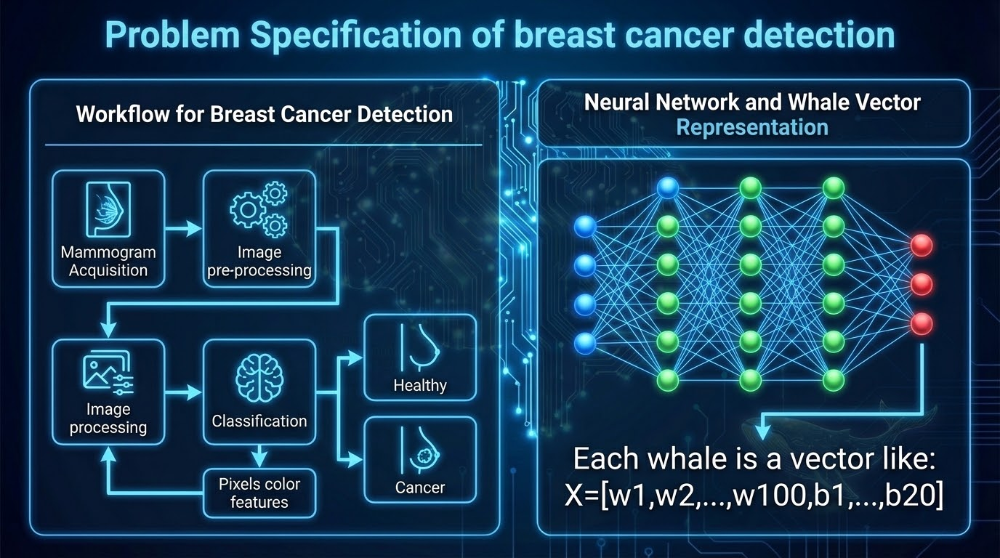 Problem Specification of breast cancer detection
Workflow for Breast Cancer Detection
Mammogram
Acquisition
Image
pre-processing
Image
processing
Classification
Healthy
Cancer
Pixels color
features
Neural Network and Whale Vector
Representation
Each whale is a vector like:
X=[w1,w2,...,w100,b1,...,b20]